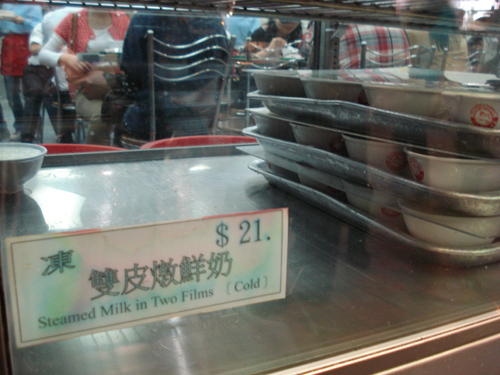 $ 21.
凍 雙皮燉鮮奶
Steamed Milk in Two Films （Cold）